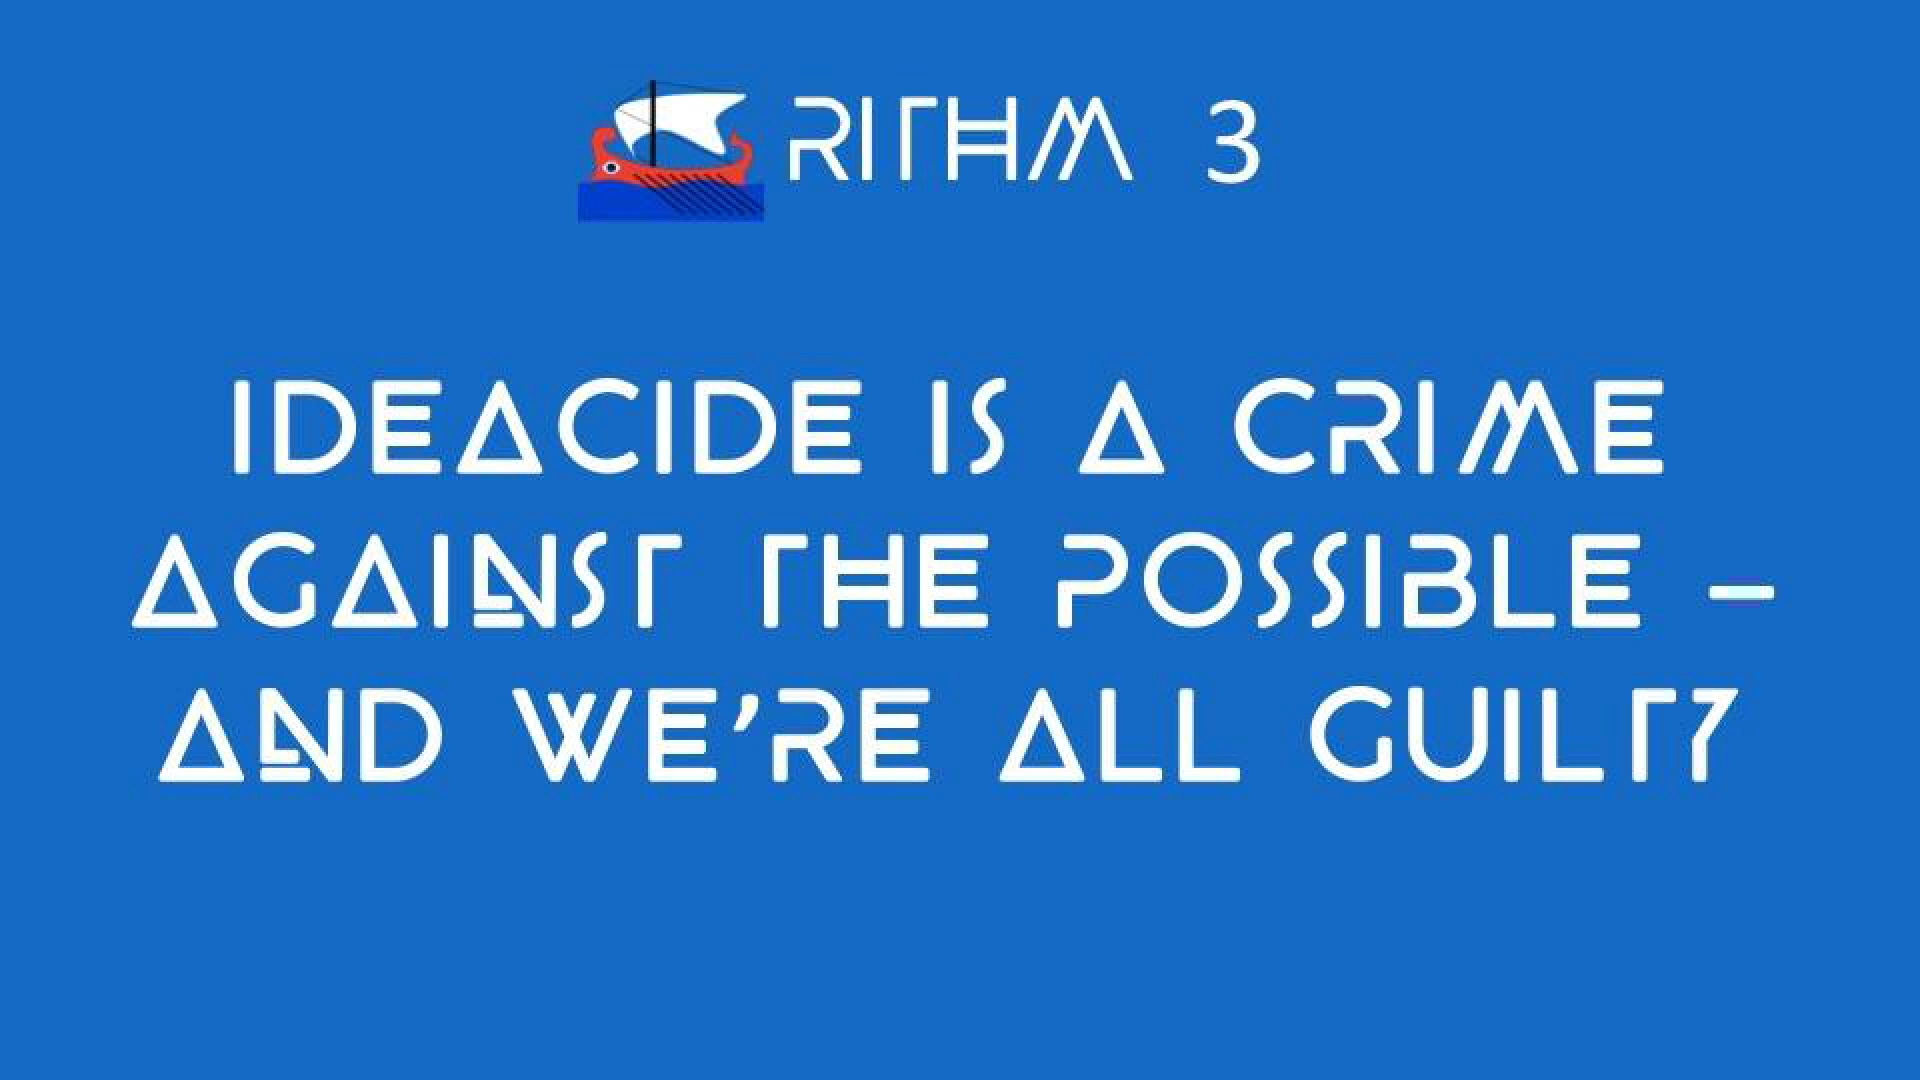 RITHM 3
IDEACIDE IS A CRIME
AGAINST THE POSSIBLE –
AND WE’RE ALL GUILTY